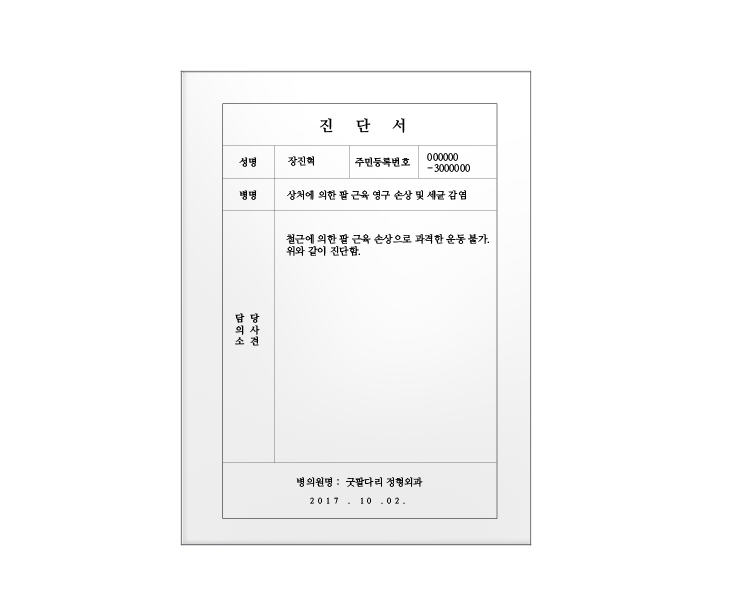 진 단 서
성명 장진혁 주민등록번호 000000
-3000000
병명 상처에 의한 팔 근육 영구 손상 및 세균 감염
철근에 의한 팔 근육 손상으로 과격한 운동 불가.
위와 같이 진단함.
담 당
의 사
소 견
병의원명 : 굿팔다리 정형외과
2017 . 10 .02.